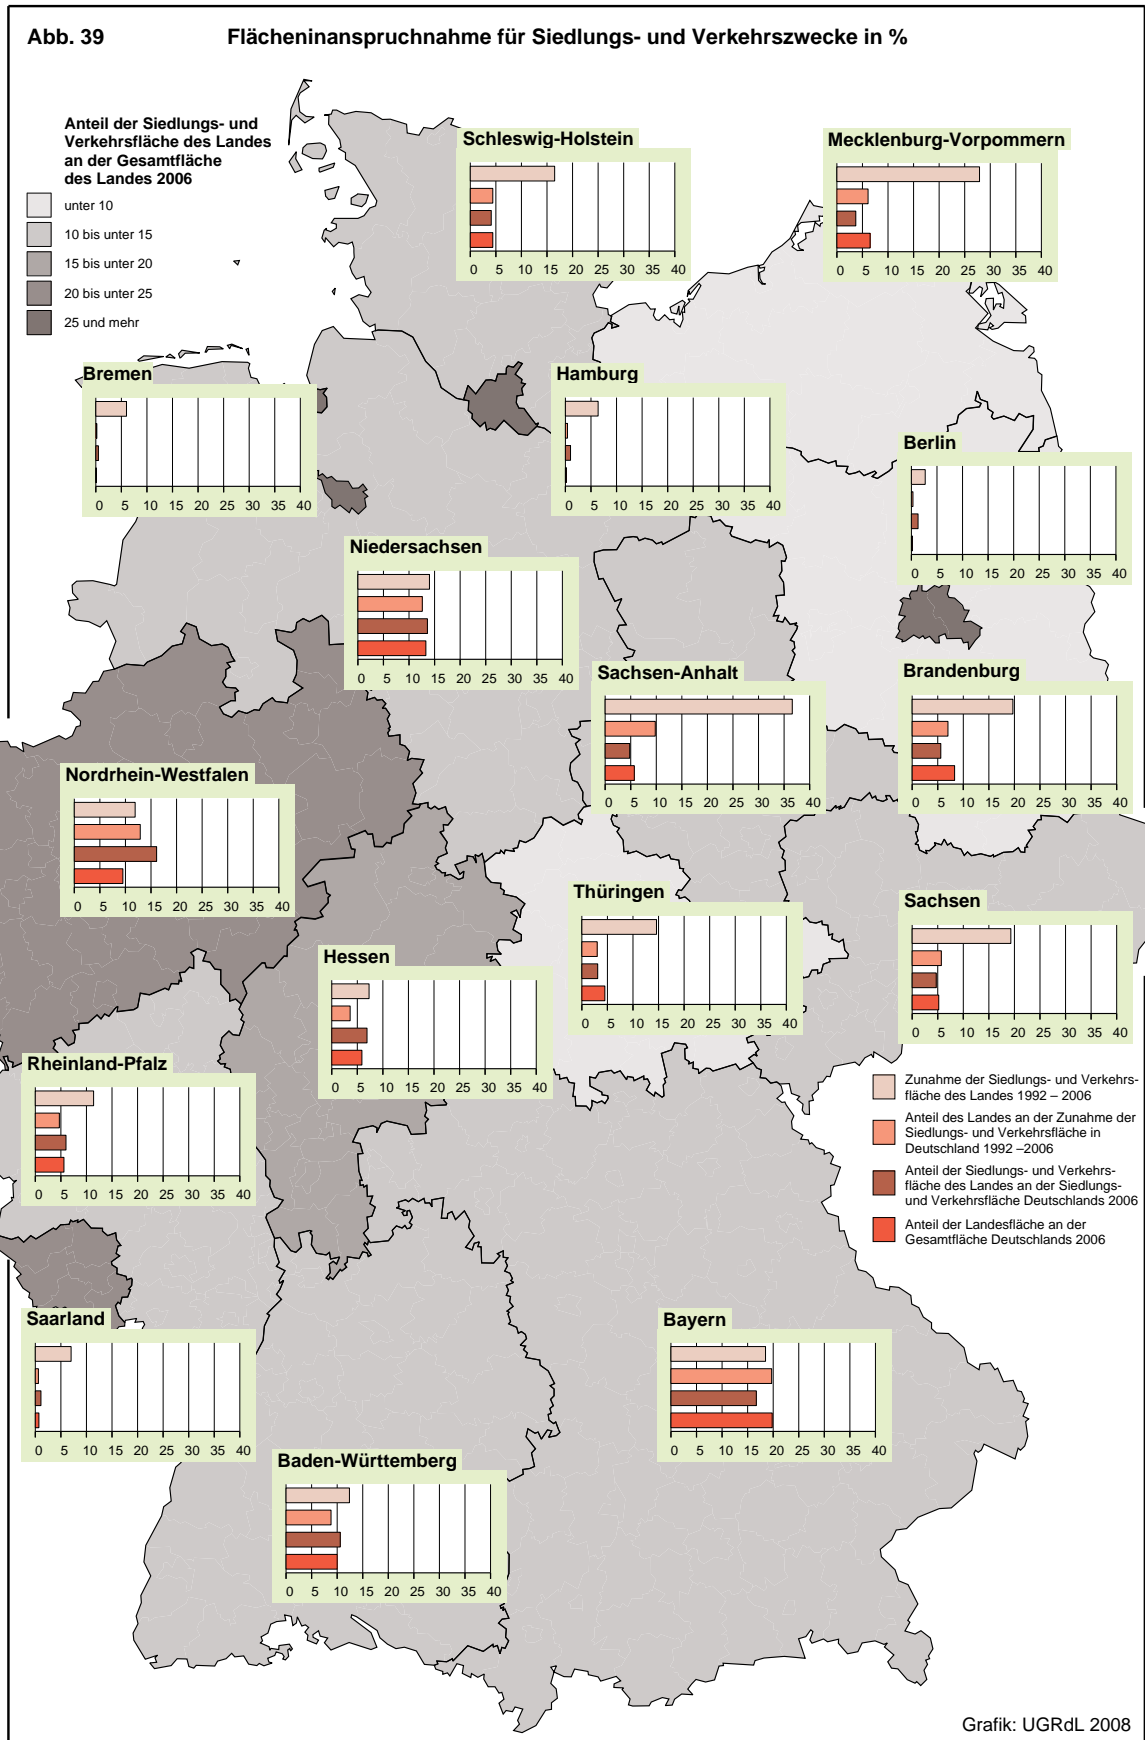 Abb. 39 Flächeninanspruchnahme für Siedlungs- und Verkehrszwecke in %
Anteil der Siedlungs- und
Verkehrsfläche des Landes
an der Gesamtfläche
des Landes 2006
unter 10
10 bis unter 15
15 bis unter 20
20 bis unter 25
25 und mehr
Schleswig-Holstein
0 5 10 15 20 25 30 35 40
Mecklenburg-Vorpommern
0 5 10 15 20 25 30 35 40
Bremen
0 5 10 15 20 25 30 35 40
Hamburg
0 5 10 15 20 25 30 35 40
Berlin
0 5 10 15 20 25 30 35 40
Niedersachsen
0 5 10 15 20 25 30 35 40
Sachsen-Anhalt
0 5 10 15 20 25 30 35 40
Brandenburg
0 5 10 15 20 25 30 35 40
Nordrhein-Westfalen
0 5 10 15 20 25 30 35 40
Thüringen
0 5 10 15 20 25 30 35 40
Sachsen
0 5 10 15 20 25 30 35 40
Hessen
0 5 10 15 20 25 30 35 40
Rheinland-Pfalz
0 5 10 15 20 25 30 35 40
Zunahme der Siedlungs- und Verkehrs-
fläche des Landes 1992 – 2006
Anteil des Landes an der Zunahme der
Siedlungs- und Verkehrsfläche in
Deutschland 1992 –2006
Anteil der Siedlungs- und Verkehrs-
fläche des Landes an der Siedlungs-
und Verkehrsfläche Deutschlands 2006
Anteil der Landesfläche an der
Gesamtfläche Deutschlands 2006
Saarland
0 5 10 15 20 25 30 35 40
Bayern
0 5 10 15 20 25 30 35 40
Baden-Württemberg
0 5 10 15 20 25 30 35 40
Grafik: UGRdL 2008